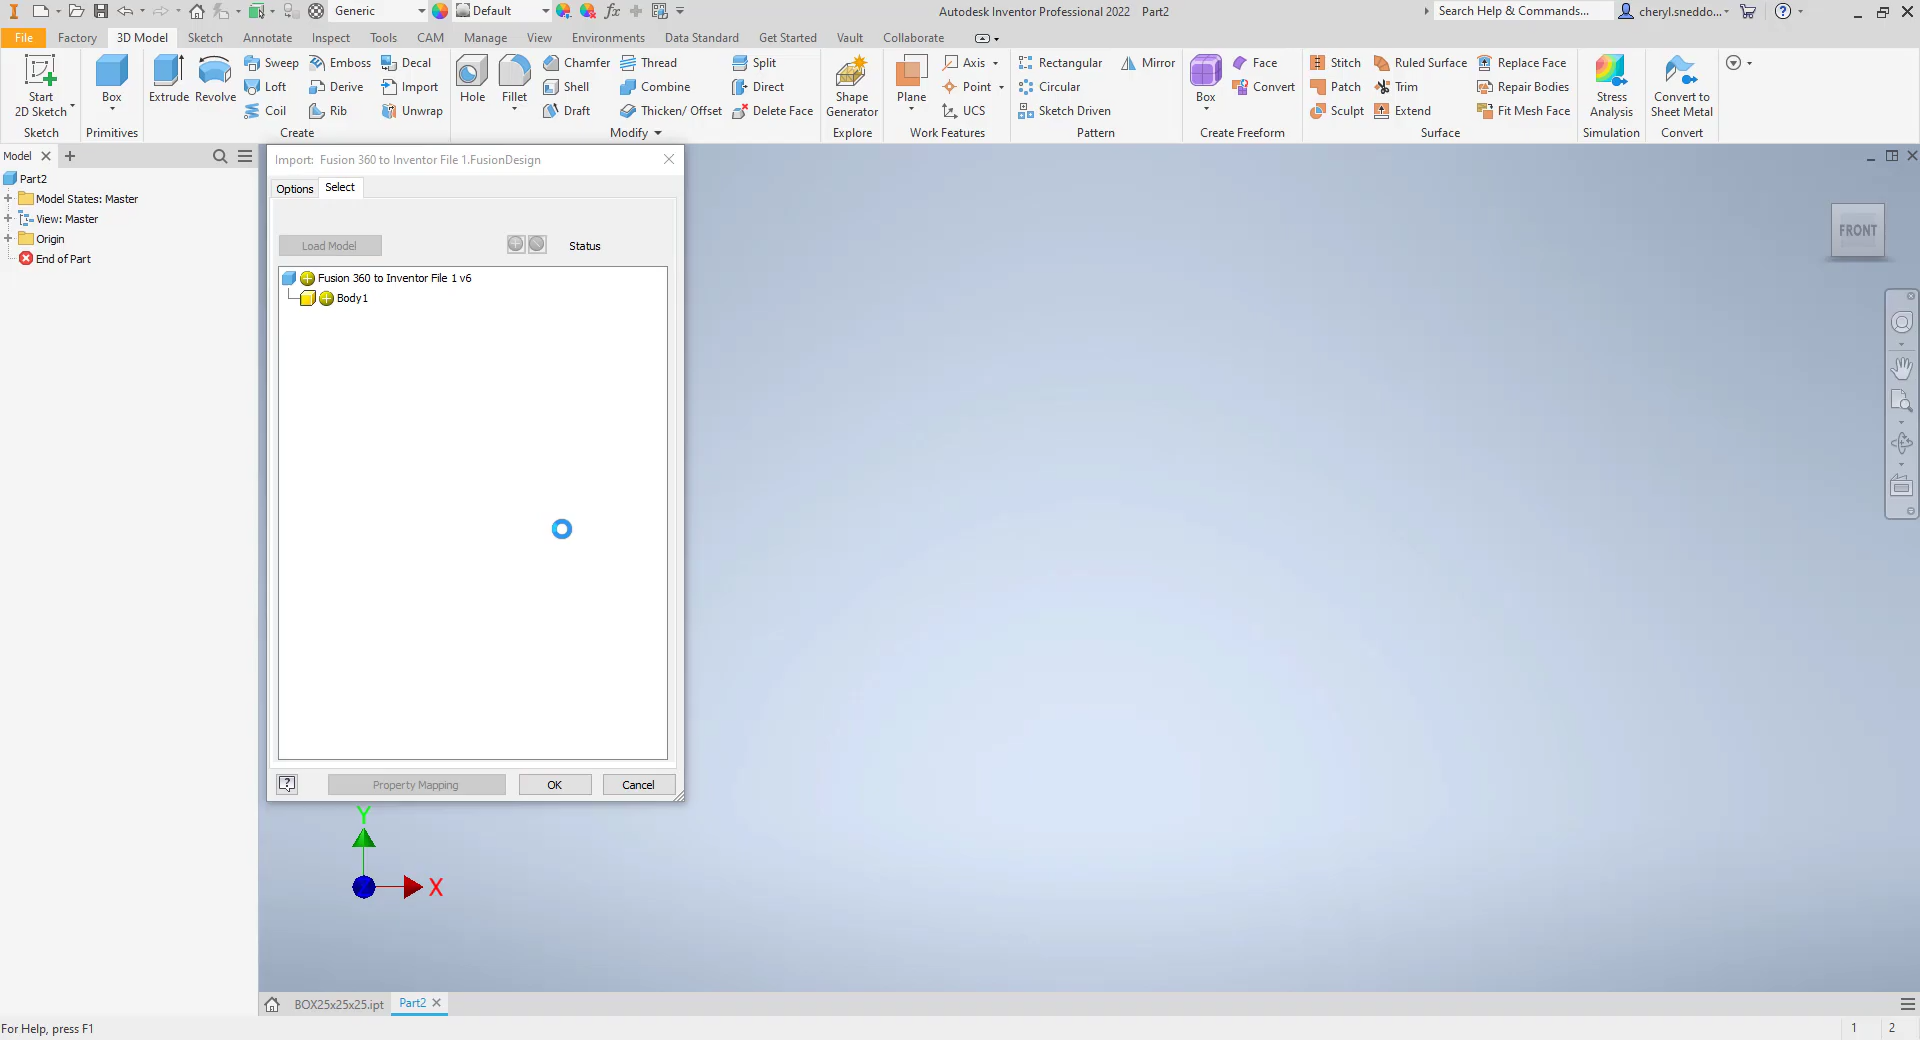 Generic
Default
fx
Autodesk Inventor Professional 2022 Part2
Search Help & Commands...
cheryl.sneddo...
File Factory 3D Model Sketch Annotate Inspect Tools CAM Manage View Environments Data Standard Get Started Vault Collaborate
Start
2D Sketch
Sketch
Box
Primitives
Extrude Revolve
Sweep Emboss Decal
Loft Derive Import
Coil Rib Unwrap
Create
Hole Fillet
Chamfer Thread Split
Shell Combine Direct
Draft Thicken/ Offset Delete Face
Modify
Shape
Generator
Explore
Plane
Axis
Point
UCS
Work Features
Rectangular Mirror
Circular
Sketch Driven
Pattern
Box
Face
Convert
Create Freeform
Stitch Ruled Surface Replace Face
Patch Trim Repair Bodies
Sculpt Extend Fit Mesh Face
Surface
Stress
Analysis
Simulation
Convert to
Sheet Metal
Convert
Model
Part2
Model States: Master
View: Master
Origin
End of Part
Import: Fusion 360 to Inventor File 1.FusionDesign
Options Select
Load Model Status
Fusion 360 to Inventor File 1 v6
Body1
Property Mapping OK Cancel
FRONT
Y
X
BOX25x25x25.ipt Part2
For Help, press F1
1 2